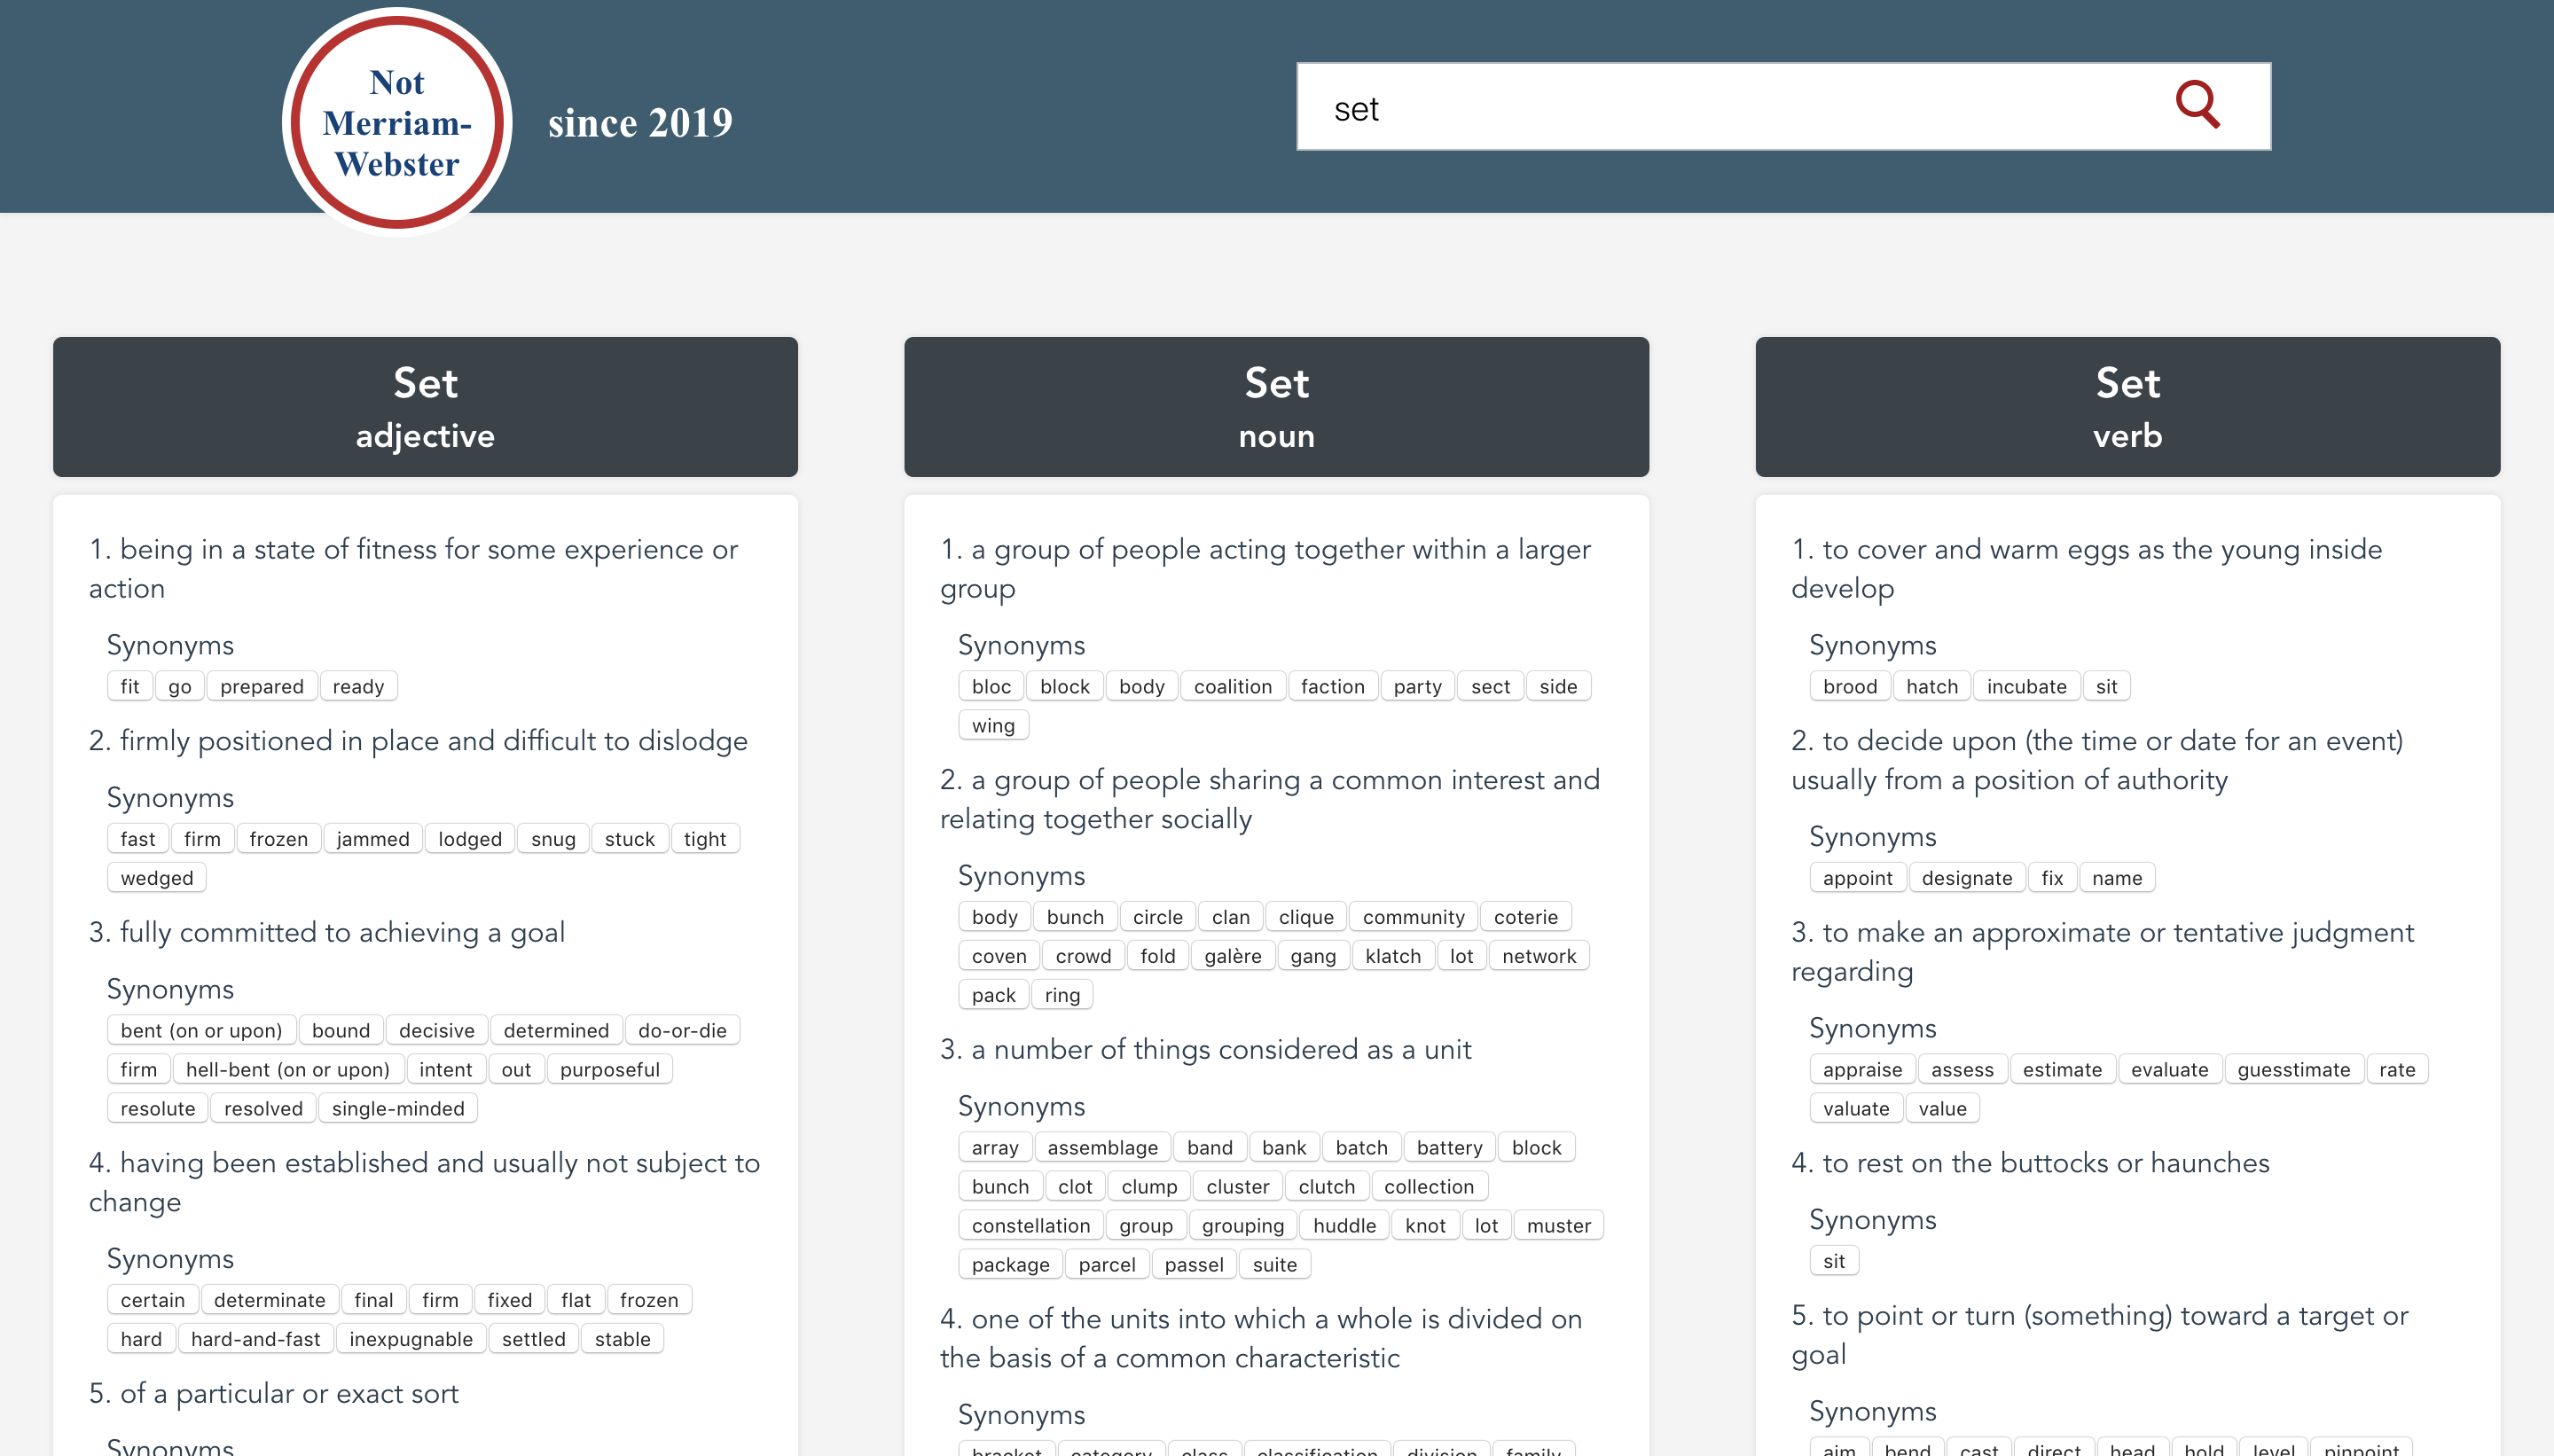 Not
Merriam-
Webster
since 2019
set
Set
adjective
1. being in a state of fitness for some experience or
action
Synonyms
fit go prepared ready
2. firmly positioned in place and difficult to dislodge
Synonyms
fast firm frozen jammed lodged snug stuck tight
wedged
3. fully committed to achieving a goal
Synonyms
bent (on or upon) bound decisive determined do-or-die
firm hell-bent (on or upon) intent out purposeful
resolute resolved single-minded
4. having been established and usually not subject to
change
Synonyms
certain determinate final firm fixed flat frozen
hard hard-and-fast inexpugnable settled stable
5. of a particular or exact sort
Synonyms
Set
noun
1. a group of people acting together within a larger
group
Synonyms
bloc block body coalition faction party sect side
wing
2. a group of people sharing a common interest and
relating together socially
Synonyms
body bunch circle clan clique community coterie
coven crowd fold galère gang klatch lot network
pack ring
3. a number of things considered as a unit
Synonyms
array assemblage band bank batch battery block
bunch clot clump cluster clutch collection
constellation group grouping huddle knot lot muster
package parcel passel suite
4. one of the units into which a whole is divided on
the basis of a common characteristic
Synonyms
bracket category class classification division family
Set
verb
1. to cover and warm eggs as the young inside
develop
Synonyms
brood hatch incubate sit
2. to decide upon (the time or date for an event)
usually from a position of authority
Synonyms
appoint designate fix name
3. to make an approximate or tentative judgment
regarding
Synonyms
appraise assess estimate evaluate guesstimate rate
valuate value
4. to rest on the buttocks or haunches
Synonyms
sit
5. to point or turn (something) toward a target or
goal
Synonyms
aim bend cast direct head hold level pinpoint